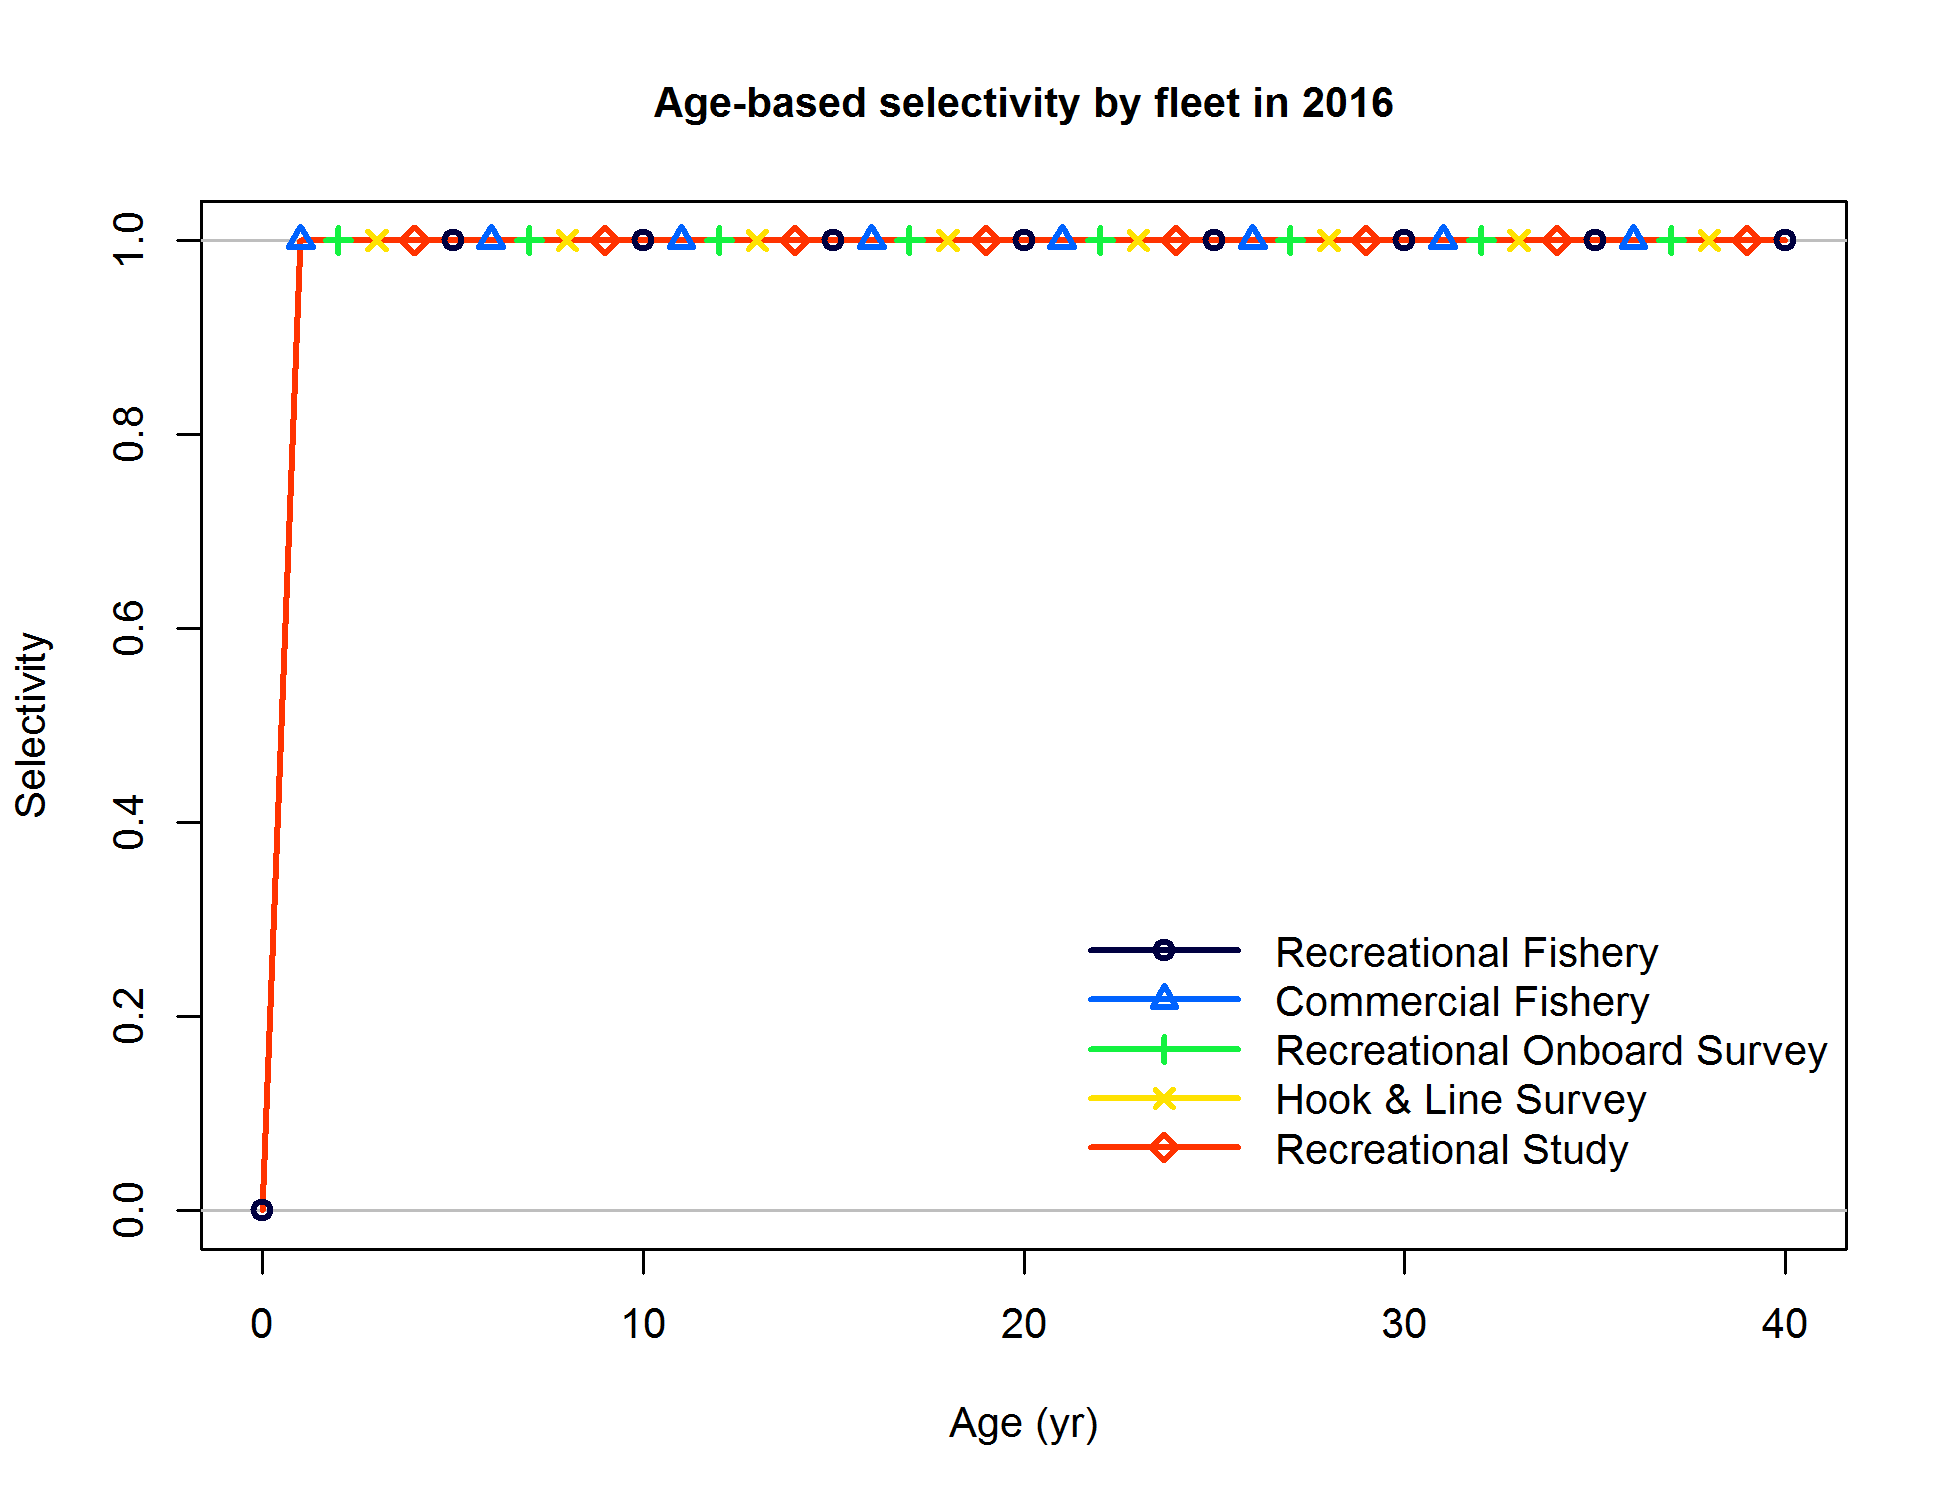 Age-based selectivity by fleet in 2016
Selectivity
1.0
0.8
0.6
0.4
0.2
0.0
Recreational Fishery
Commercial Fishery
Recreational Onboard Survey
Hook & Line Survey
Recreational Study
0 10 20 30 40
Age (yr)